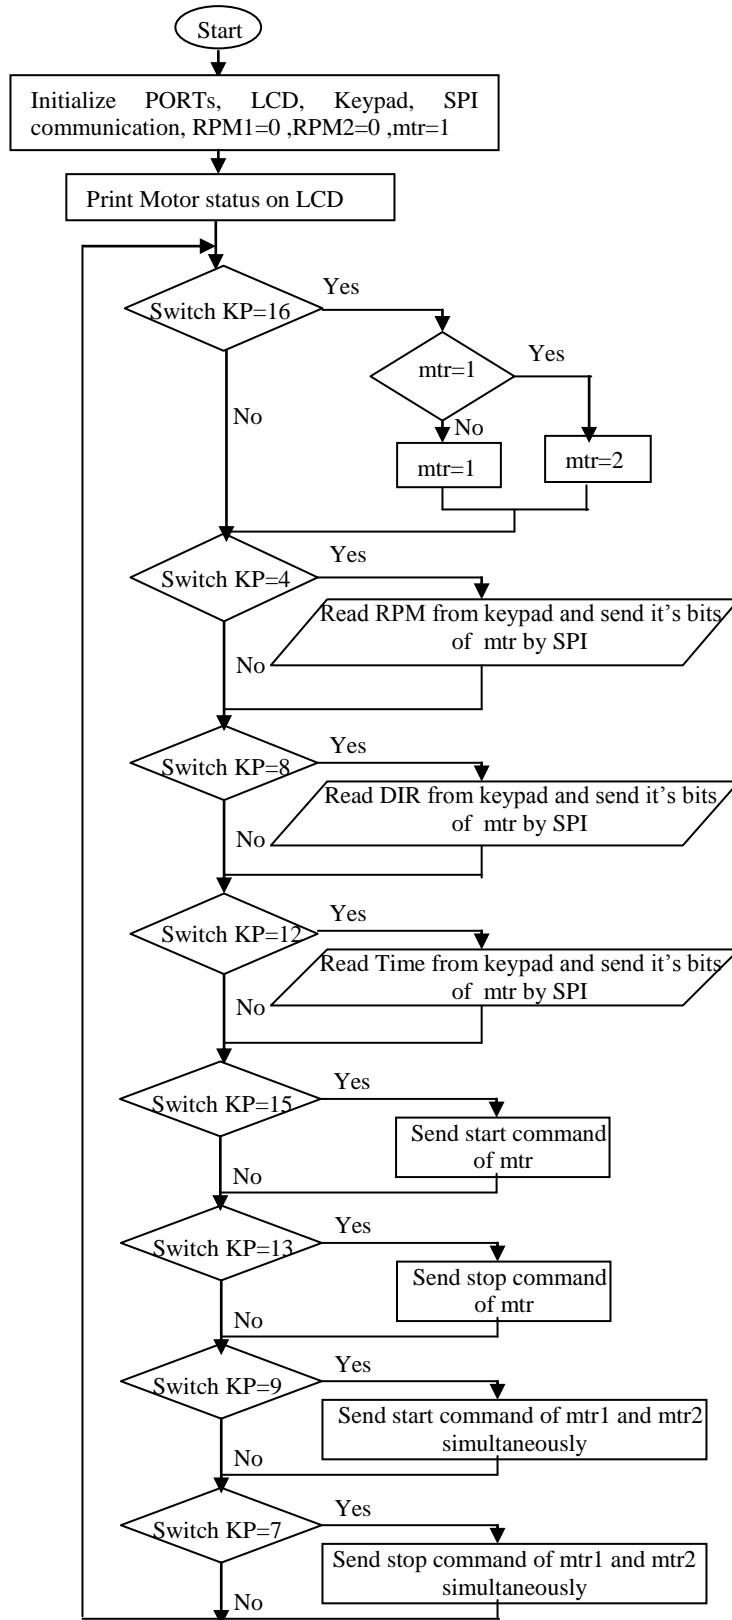 Start
Initialize PORTs, LCD, Keypad, SPI
communication, RPM1=0 ,RPM2=0 ,mtr=1
Print Motor status on LCD
Switch KP=16
Yes
mtr=1
Yes
No
No
mtr=1
mtr=2
Switch KP=4
Yes
Read RPM from keypad and send it's bits
of mtr by SPI
No
Switch KP=8
Yes
Read DIR from keypad and send it's bits
of mtr by SPI
No
Switch KP=12
Yes
Read Time from keypad and send it's bits
of mtr by SPI
No
Switch KP=15
Yes
Send start command
of mtr
No
Switch KP=13
Yes
Send stop command
of mtr
No
Switch KP=9
Yes
Send start command of mtr1 and mtr2
simultaneously
No
Switch KP=7
Yes
Send stop command of mtr1 and mtr2
simultaneously
No